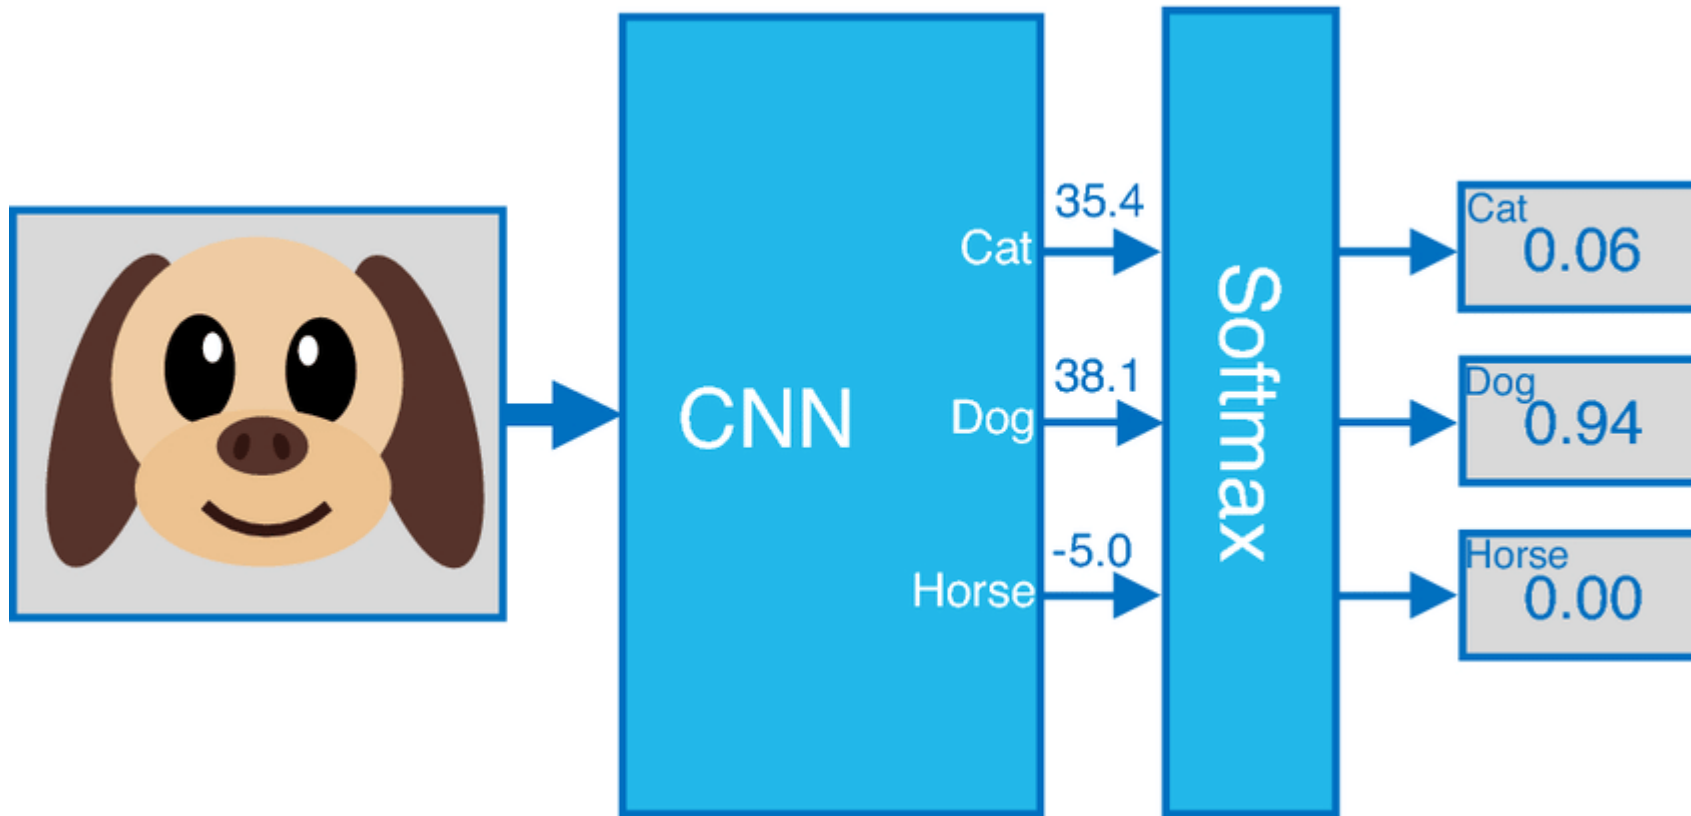 CNN
Cat
35.4
Dog
38.1
Horse
-5.0
Softmax
Cat
0.06
Dog
0.94
Horse
0.00